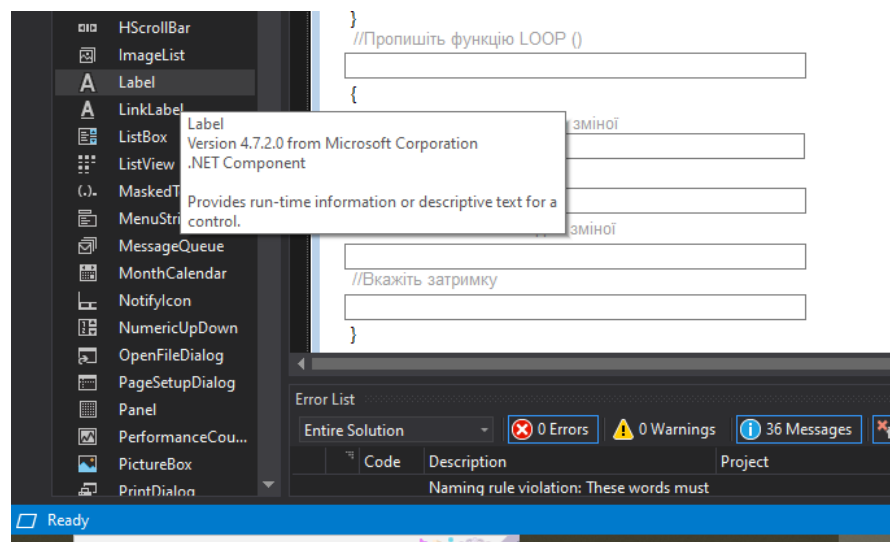 HScrollBar
ImageList
Label
LinkLabel
ListBox
ListView
MaskedT
MenuStri
MessageQueue
MonthCalendar
NotifyIcon
NumericUpDown
OpenFileDialog
PageSetupDialog
Panel
PerformanceCou...
PictureBox
PrintDialog
Label
Version 4.7.2.0 from Microsoft Corporation
.NET Component
Provides run-time information or descriptive text for a
control.
}
//Пропишіть функцію LOOP ()
{
зміної
зміної
//Вкажіть затримку
}
Error List
Entire Solution
0 Errors
0 Warnings
36 Messages
Code
Description
Project
Naming rule violation: These words must
Ready